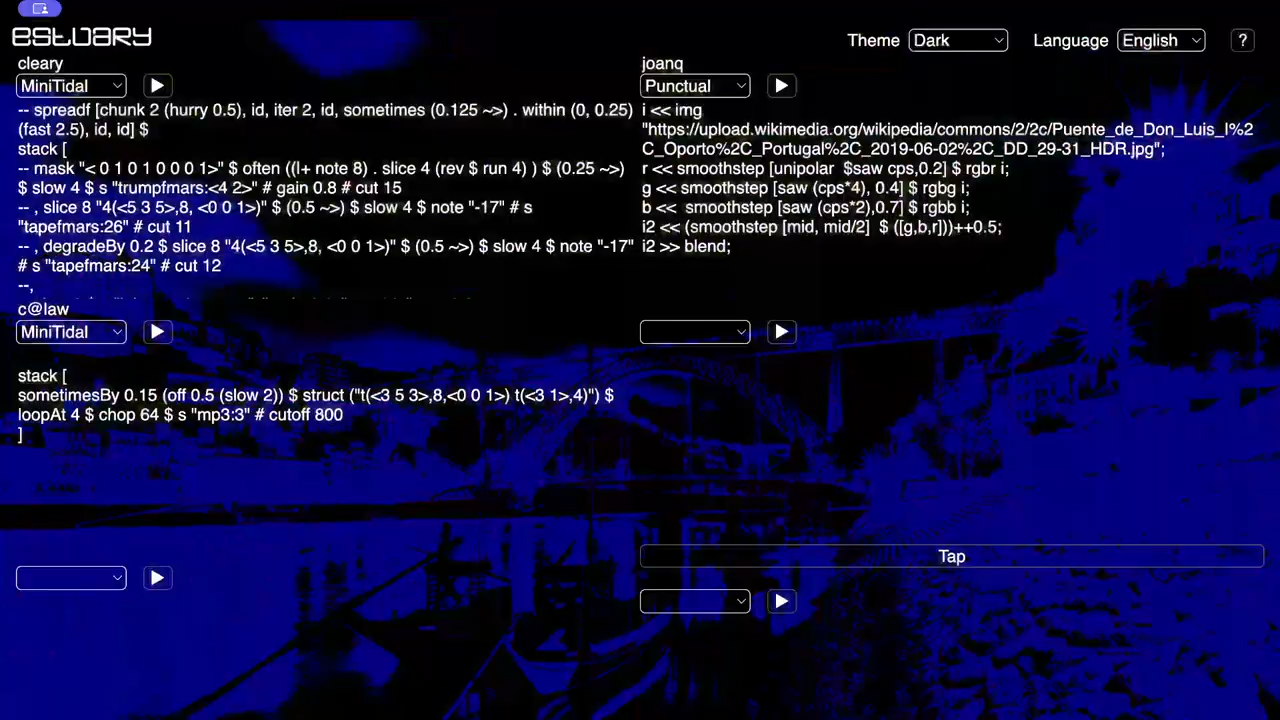 estuary
Theme Dark Language English ?
cleary
MiniTidal
-- spreadf [chunk 2 (hurry 0.5), id, iter 2, id, sometimes (0.125 ~>) . within (0, 0.25)
(fast 2.5), id, id] $
stack [
-- mask "< 0 1 0 1 0 0 0 1>" $ often ((|+ note 8) . slice 4 (rev $ run 4) ) $ (0.25 ~>)
$ slow 4 $ s "trumpfmars:<4 2>" # gain 0.8 # cut 15
-- , slice 8 "4(<5 3 5>,8, <0 0 1>)" $ (0.5 ~>) $ slow 4 $ note "-17" # s
"tapefmars:26" # cut 11
-- , degradeBy 0.2 $ slice 8 "4(<5 3 5>,8, <0 0 1>)" $ (0.5 ~>) $ slow 4 $ note "-17"
# s "tapefmars:24" # cut 12
--,
joanq
Punctual
i << img
"https://upload.wikimedia.org/wikipedia/commons/2/2c/Puente_de_Don_Luis_I%2
C_Oporto%2C_Portugal%2C_2019-06-02%2C_DD_29-31_HDR.jpg";
r << smoothstep [unipolar  $saw cps,0.2] $ rgbr i;
g << smoothstep [saw (cps*4), 0.4] $ rgbg i;
b <<  smoothstep [saw (cps*2),0.7] $ rgbb i;
i2 << (smoothstep [mid, mid/2]  $ ([g,b,r]))++0.5;
i2 >> blend;
c@law
MiniTidal
stack [
sometimesBy 0.15 (off 0.5 (slow 2)) $ struct ("t(<3 5 3>,8,<0 0 1>) t(<3 1>,4)") $
loopAt 4 $ chop 64 $ s "mp3:3" # cutoff 800
]
Tap